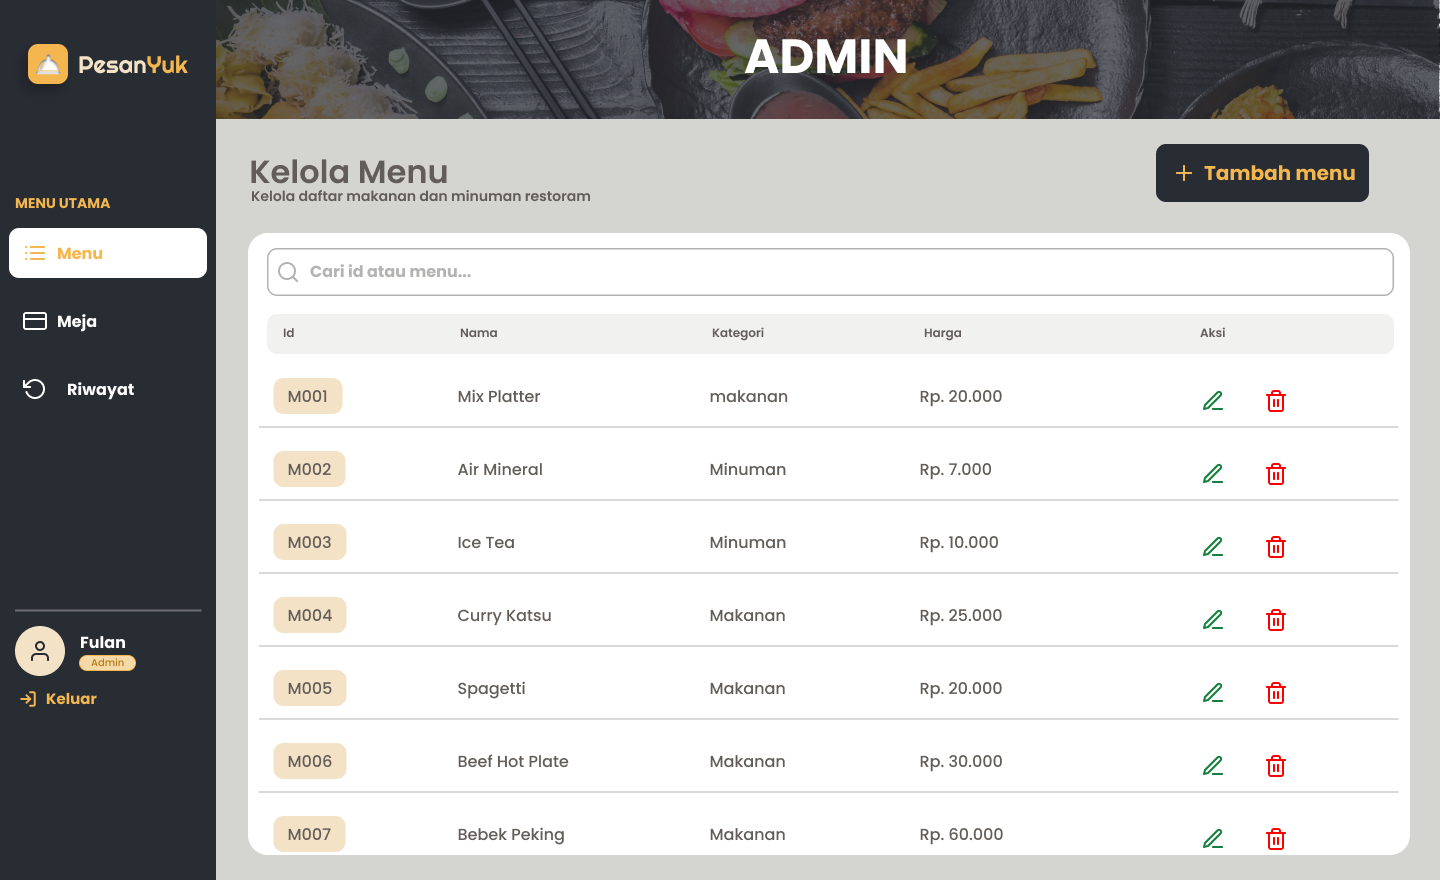 PesanYuk
ADMIN
MENU UTAMA
Menu
Meja
Riwayat
Fulan
Admin
Keluar
Kelola Menu
Kelola daftar makanan dan minuman restoram
Tambah menu
Cari id atau menu...
Id Nama Kategori Harga Aksi
M001 Mix Platter makanan Rp. 20.000
M002 Air Mineral Minuman Rp. 7.000
M003 Ice Tea Minuman Rp. 10.000
M004 Curry Katsu Makanan Rp. 25.000
M005 Spagetti Makanan Rp. 20.000
M006 Beef Hot Plate Makanan Rp. 30.000
M007 Bebek Peking Makanan Rp. 60.000